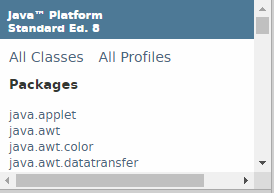 Java™ Platform
Standard Ed. 8
All Classes All Profiles
Packages
java.applet
java.awt
java.awt.color
java.awt.datatransfer